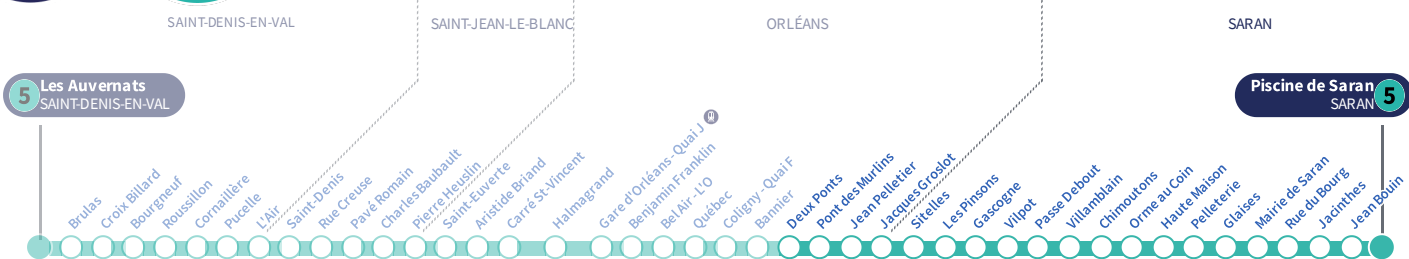 SAINT-DENIS-EN-VAL
SAINT-JEAN-LE-BLANC
ORLÉANS
SARAN
5
Les Auvernats
SAINT-DENIS-EN-VAL
Piscine de Saran
SARAN
5
Brulas
Croix Billard
Bourgneuf
Roussillon
Cornaillère
Pucelle
L'Air
Saint-Denis
Rue Creuse
Pavé Romain
Charles Baubault
Pierre Heuslin
Saint-Euverte
Aristide Briand
Carré St-Vincent
Halmagrand
Gare d'Orléans - Quai J
Benjamin Franklin
Bel Air - L'O
Québec
Coligny - Quai F
Bannier
Deux Ponts
Pont des Murlins
Jean Pelletier
Jacques Groslot
Sitelles
Les Pinsons
Gascogne
Vilpot
Passe Debout
Villamblain
Chimoutons
Orme au Coin
Haute Maison
Pelleterie
Glaises
Mairie de Saran
Rue du Bourg
Jacinthes
Jean Bouin